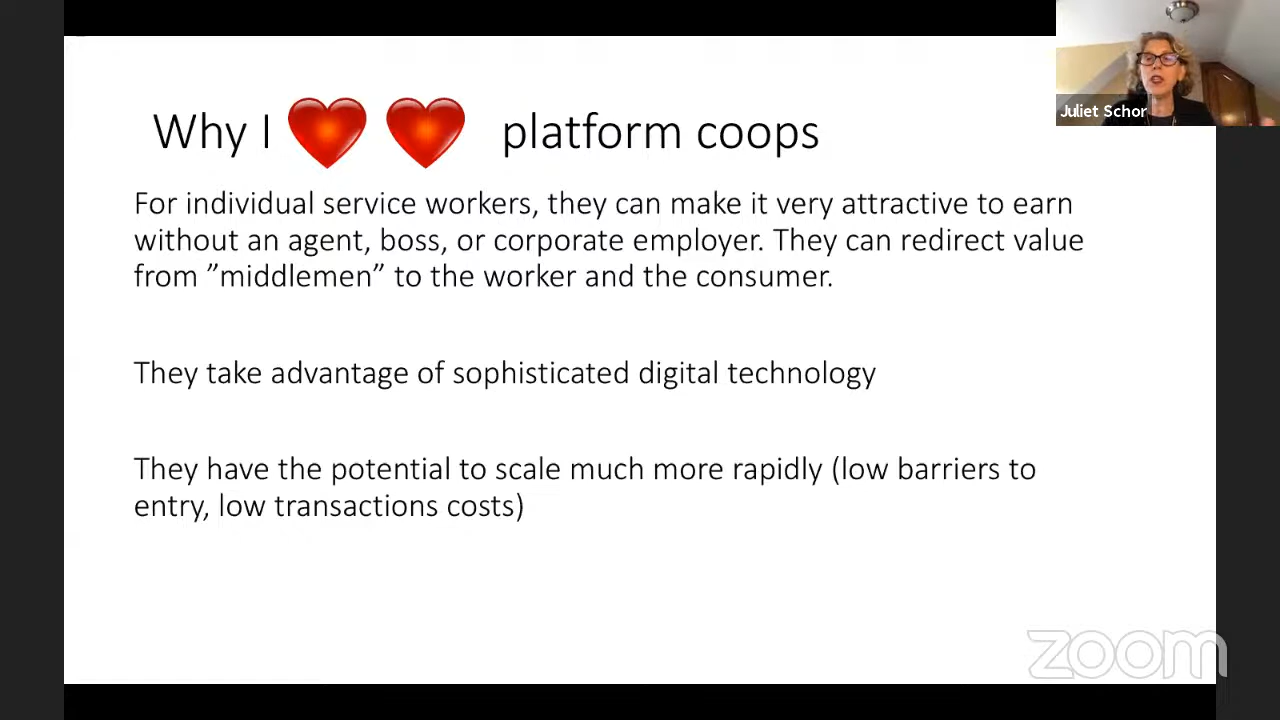 Why I platform coops
Juliet Schor
For individual service workers, they can make it very attractive to earn
without an agent, boss, or corporate employer. They can redirect value
from ”middlemen” to the worker and the consumer.
They take advantage of sophisticated digital technology
They have the potential to scale much more rapidly (low barriers to
entry, low transactions costs)
zoom